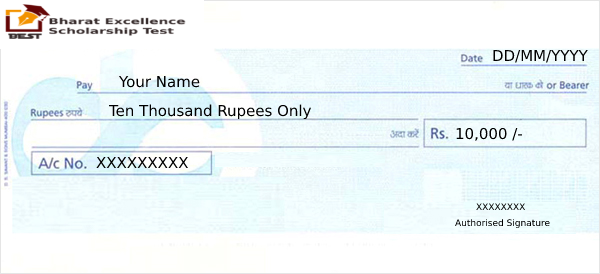 Bharat Excellence
Scholarship Test
BEST
Date DD/MM/YYYY
Pay Your Name या धारक को or Bearer
Rupees रुपये Ten Thousand Rupees Only
अदा करें Rs. 10,000 /-
A/c No. XXXXXXXXX
XXXXXXXX
Authorised Signature